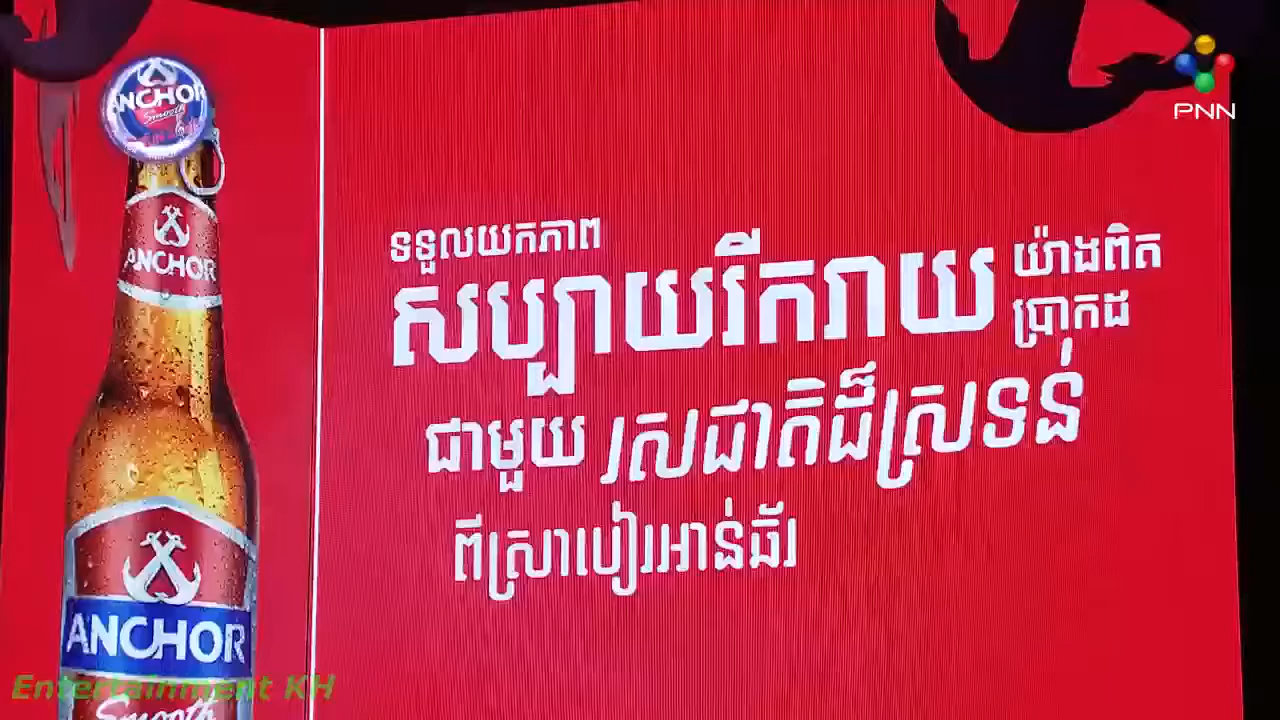 PNN
ANCHOR
Smooth
ANCHOR
ទទួលយកភាព
សប្បាយរីករាយ
យ៉ាងពិត
ប្រាកដ
ជាមួយ រសជាតិដ៏ស្រទន់
ពីស្រាបៀរអាន់ឆ័រ
ANCHOR
Smooth
Entertainment KH